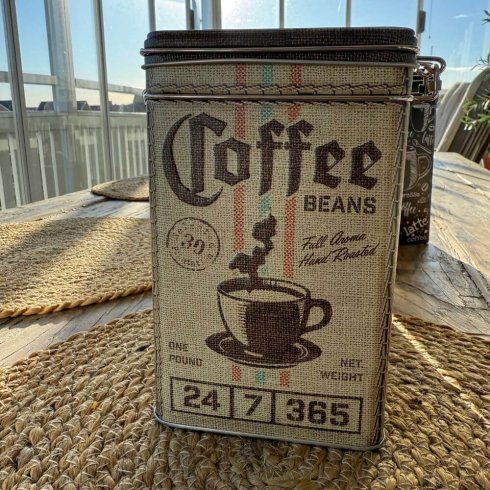 Coffee
BEANS
Full Aroma
Hand Roasted
30
ONE
POUND
NET.
WEIGHT
24 7 365
latte